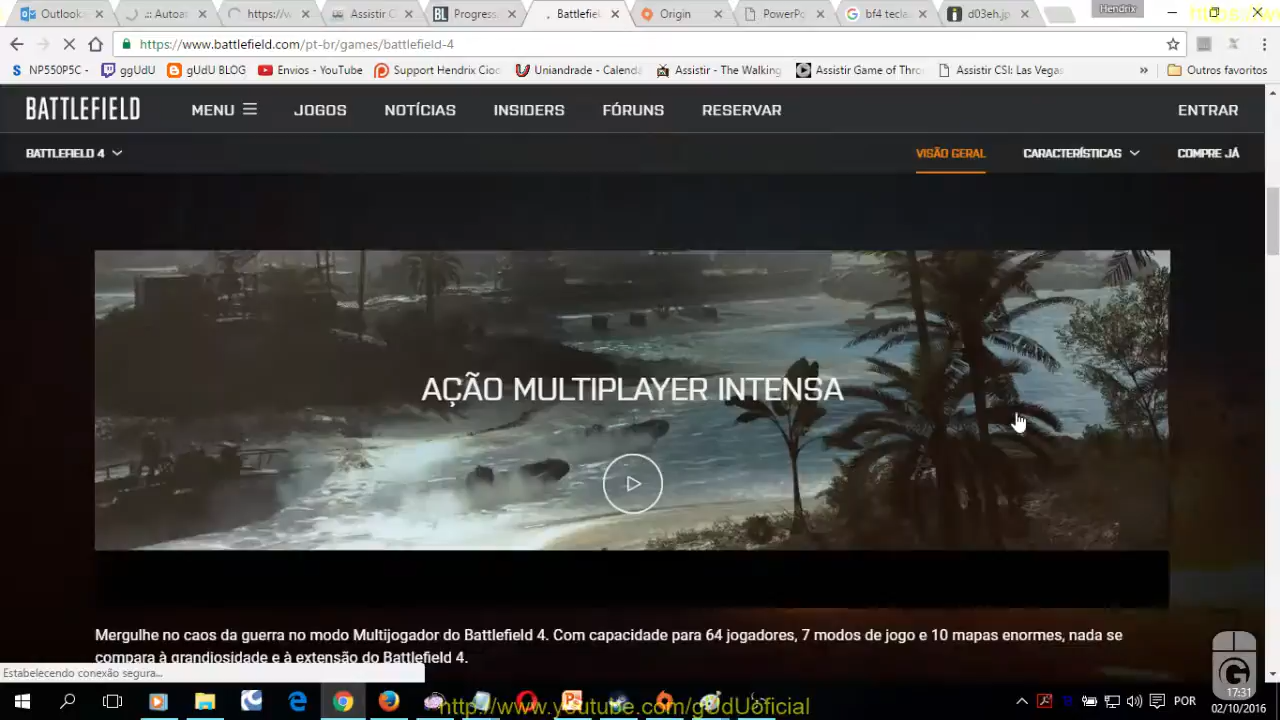 Outlook.
.:: Autoat
https://w
Assistir C
BL Progress.
Battlefiel
Origin
PowerPo
bf4 tecla
d03eh.jp
Hendrix
https://www.battlefield.com/pt-br/games/battlefield-4
NP550P5C -
ggUdU
gUdU BLOG
Envios - YouTube
Support Hendrix Cioc
Uniandrade - Calenda
Assistir - The Walking
Assistir Game of Thro
Assistir CSI: Las Vegas
»
Outros favoritos
BATTLEFIELD
MENU
JOGOS
NOTÍCIAS
INSIDERS
FÓRUNS
RESERVAR
ENTRAR
BATTLEFIELD 4
VISÃO GERAL
CARACTERÍSTICAS
COMPRE JÁ
AÇÃO MULTIPLAYER INTENSA
Mergulhe no caos da guerra no modo Multijogador do Battlefield 4. Com capacidade para 64 jogadores, 7 modos de jogo e 10 mapas enormes, nada se
compara à grandiosidade e à extensão do Battlefield 4.
Estabelecendo conexão segura...
http://www.youtube.com/gUdUoficial
POR
17:31
02/10/2016